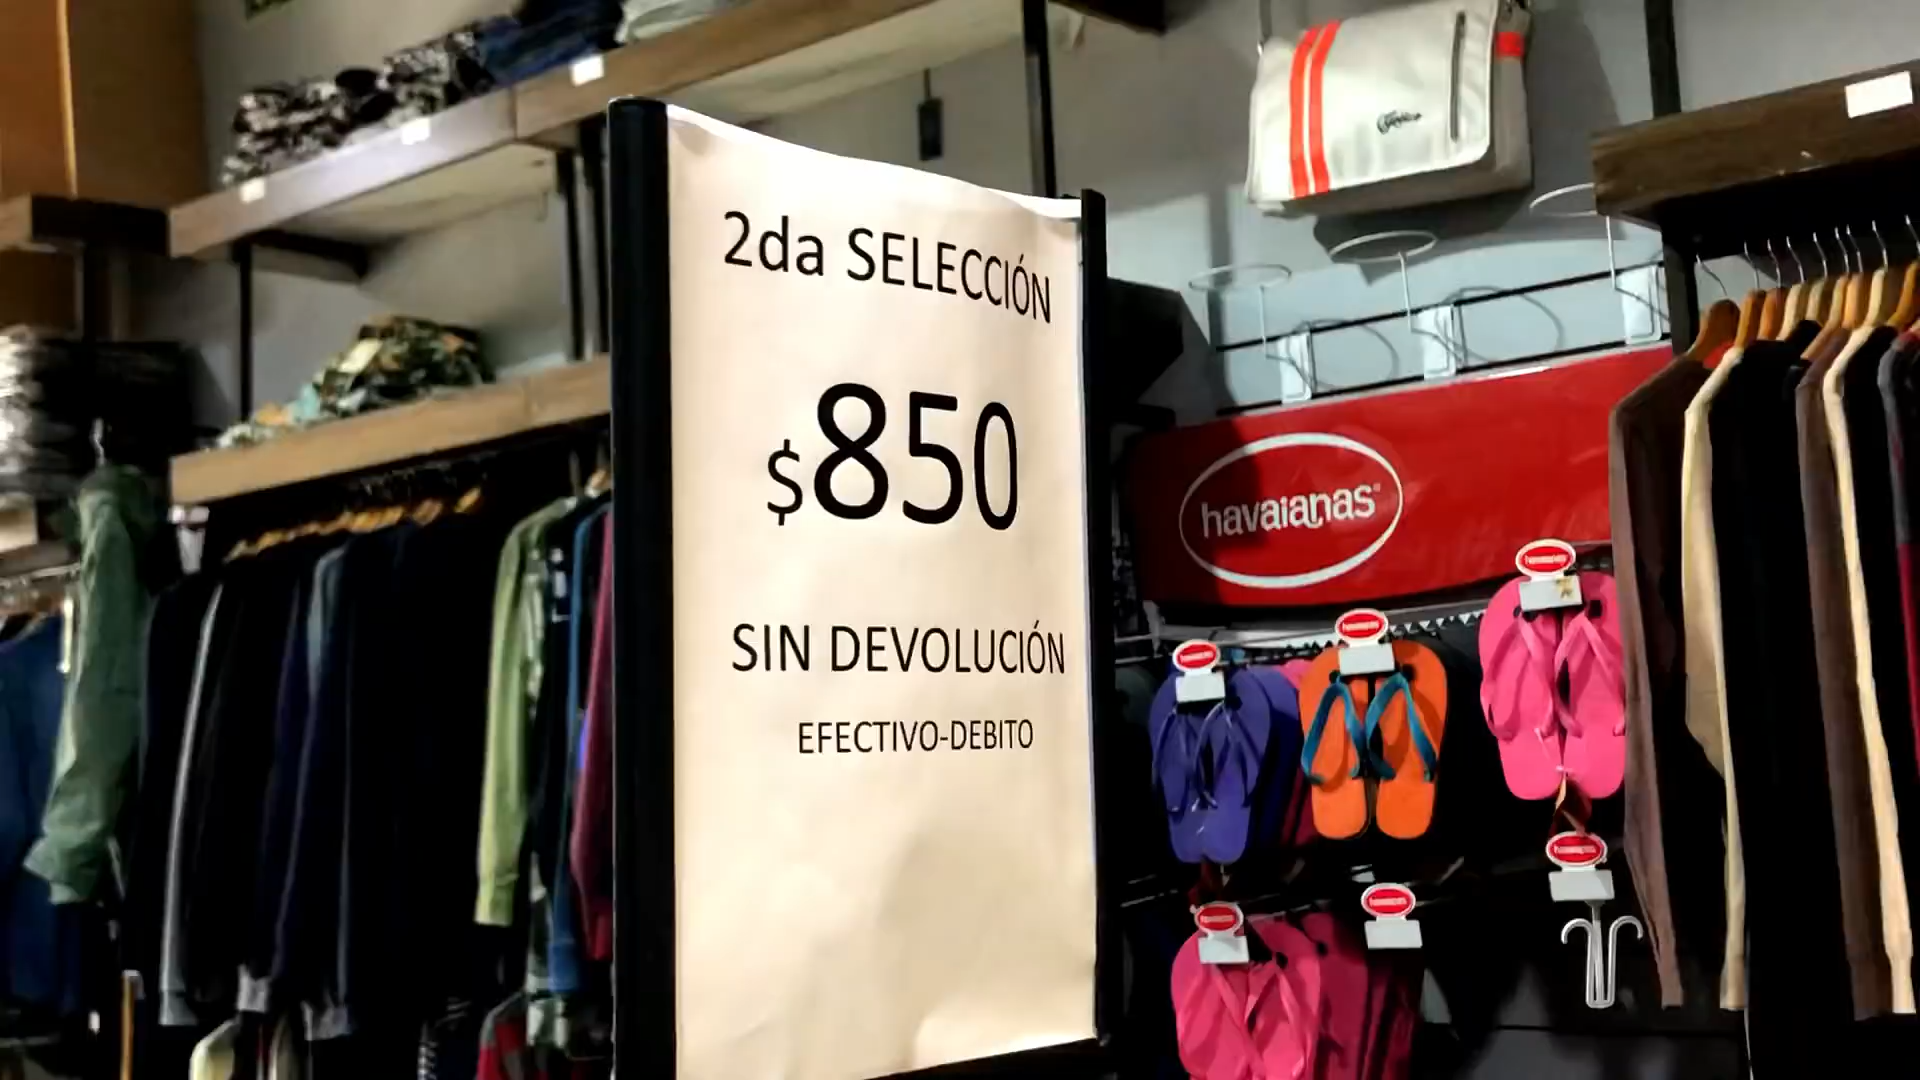 2da SELECCIÓN
$850
SIN DEVOLUCIÓN
EFECTIVO-DEBITO
havaianas